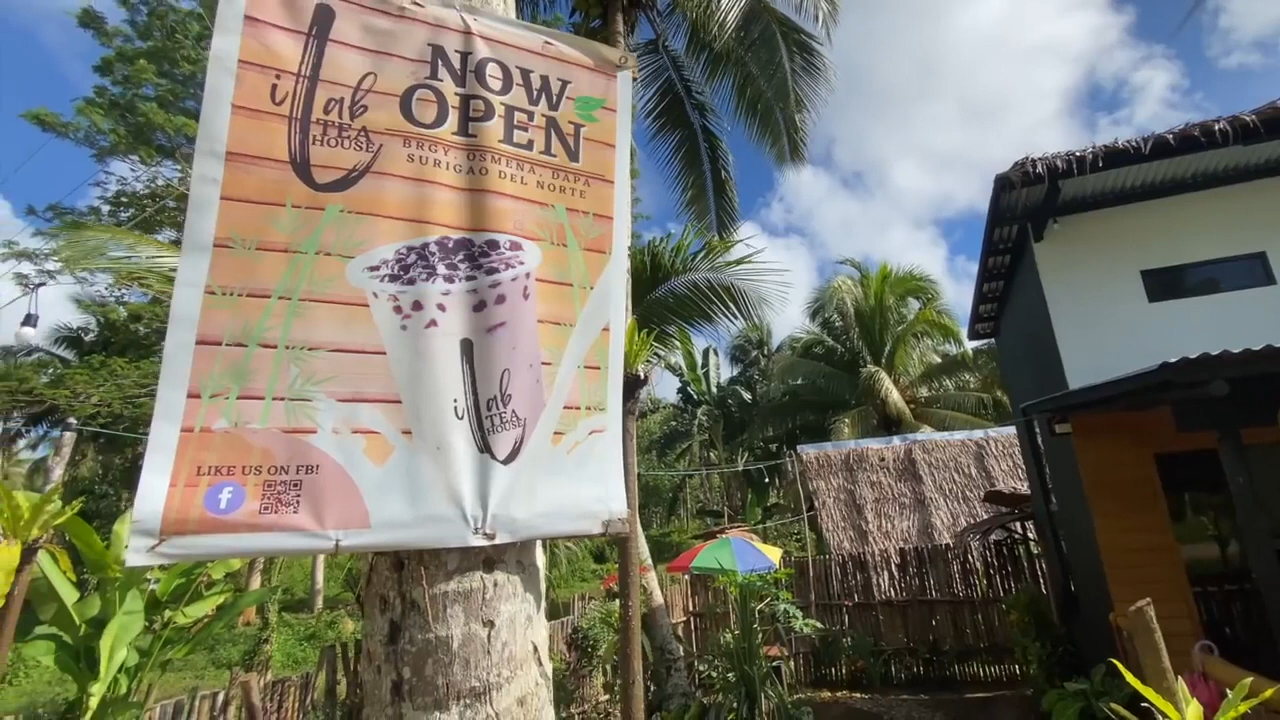 iLab
TEA
HOUSE
NOW
OPEN
BRGY. OSMENA, DAPA
SURIGAO DEL NORTE
iLab
TEA
HOUSE
LIKE US ON FB!
f